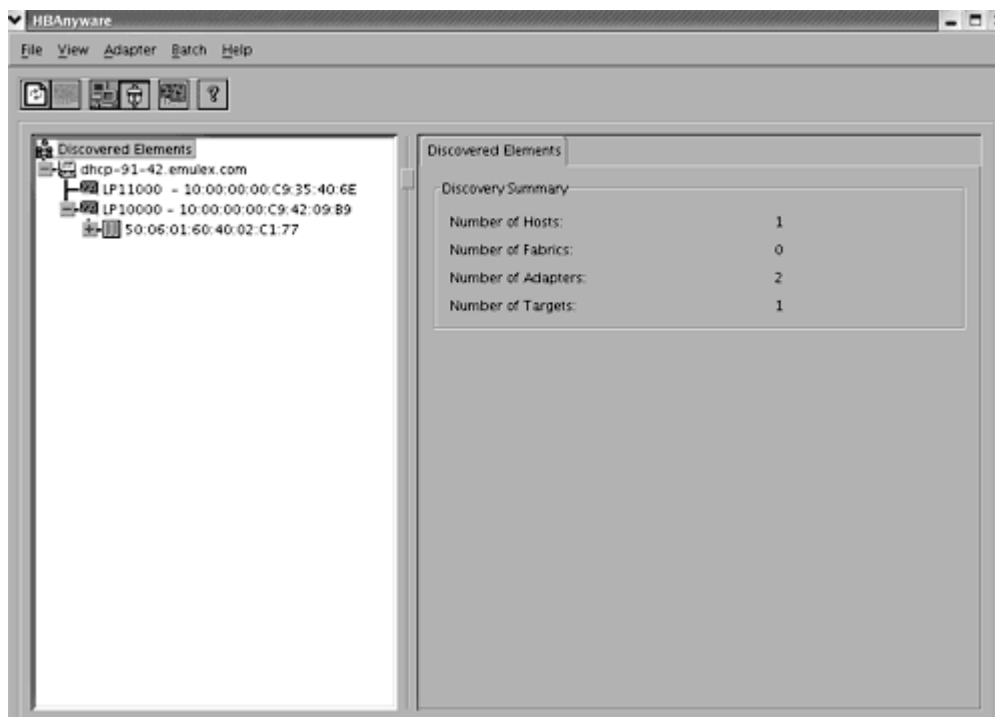 HBAnyware
File View Adapter Batch Help
?
Discovered Elements
dhcp-91-42.emulex.com
LP11000 - 10:00:00:00:C9:35:40:6E
LP10000 - 10:00:00:00:C9:42:09:B9
50:06:01:60:40:02:C1:77
Discovered Elements
Discovery Summary
Number of Hosts: 1
Number of Fabrics: 0
Number of Adapters: 2
Number of Targets: 1